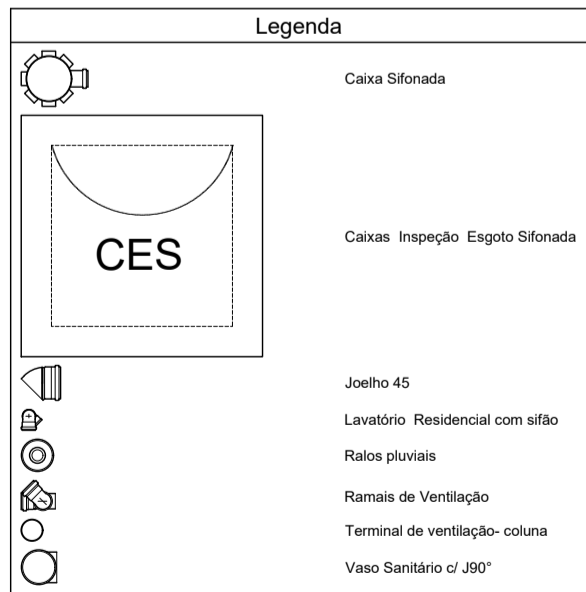 Legenda
Caixa Sifonada
CES
Caixas Inspeção Esgoto Sifonada
Joelho 45
Lavatório Residencial com sifão
Ralos pluviais
Ramais de Ventilação
Terminal de ventilação- coluna
Vaso Sanitário c/ J90°